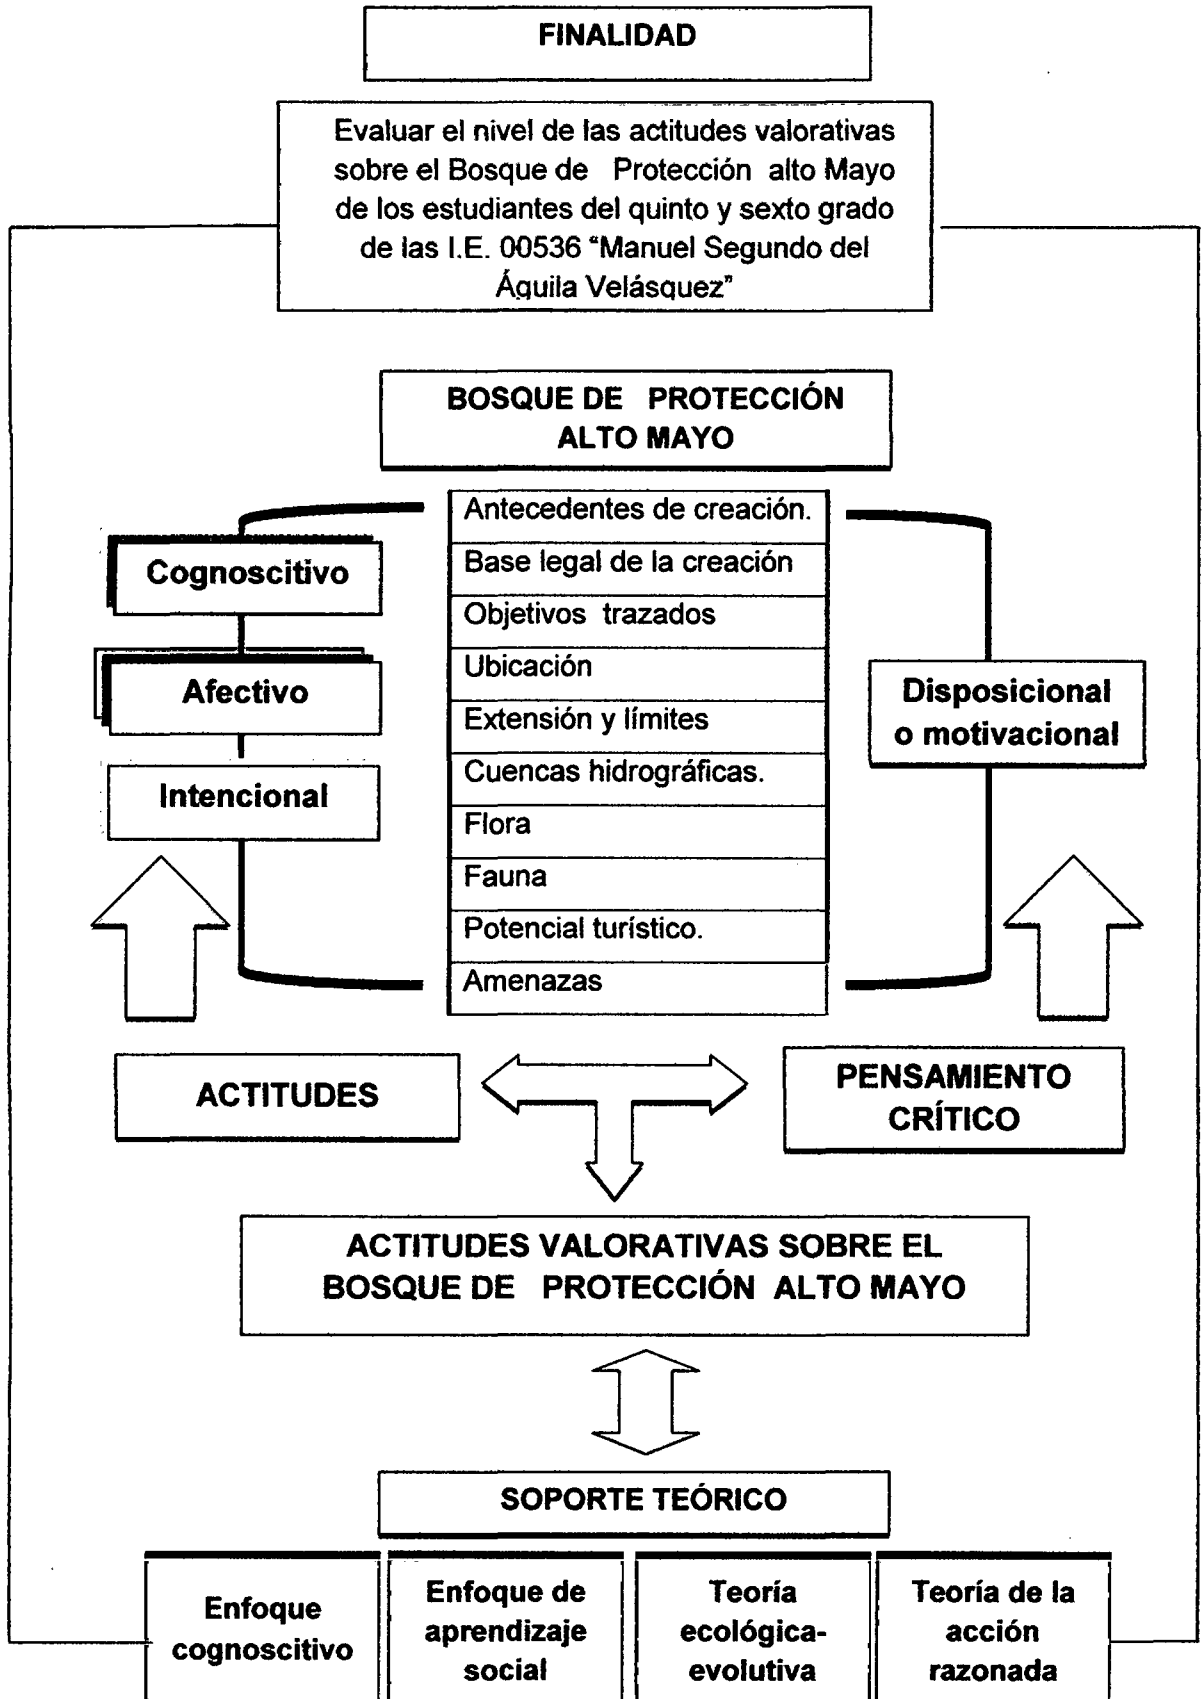 FINALIDAD
Evaluar el nivel de las actitudes valorativas
sobre el Bosque de Protección alto Mayo
de los estudiantes del quinto y sexto grado
de las I.E. 00536 “Manuel Segundo del
Águila Velásquez”
BOSQUE DE PROTECCIÓN
ALTO MAYO
Cognoscitivo
Afectivo
Intencional
Antecedentes de creación.
Base legal de la creación
Objetivos trazados
Ubicación
Extensión y límites
Cuencas hidrográficas.
Flora
Fauna
Potencial turístico.
Amenazas
Disposicional
o motivacional
ACTITUDES
PENSAMIENTO
CRÍTICO
ACTITUDES VALORATIVAS SOBRE EL
BOSQUE DE PROTECCIÓN ALTO MAYO
SOPORTE TEÓRICO
Enfoque
cognoscitivo
Enfoque de
aprendizaje
social
Teoría
ecológica-
evolutiva
Teoría de la
acción
razonada